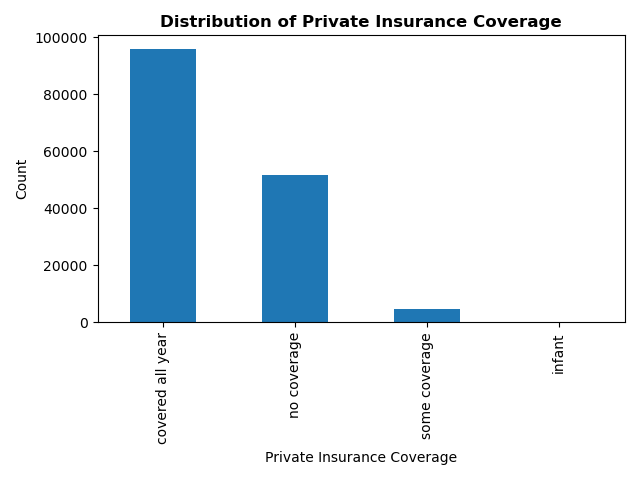 Distribution of Private Insurance Coverage
100000
80000
60000
40000
20000
0
Count
covered all year
no coverage
some coverage
infant
Private Insurance Coverage